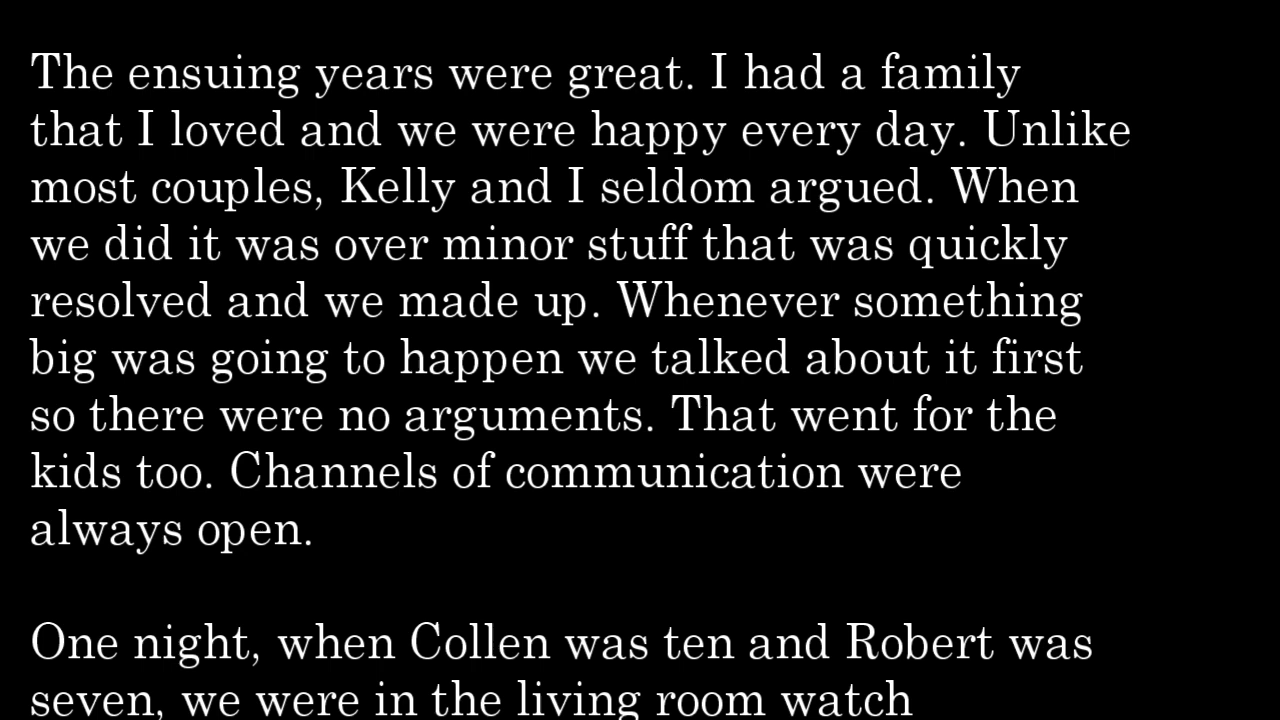 The ensuing years were great. I had a family
that I loved and we were happy every day. Unlike
most couples, Kelly and I seldom argued. When
we did it was over minor stuff that was quickly
resolved and we made up. Whenever something
big was going to happen we talked about it first
so there were no arguments. That went for the
kids too. Channels of communication were
always open.
One night, when Collen was ten and Robert was
seven, we were in the living room watch